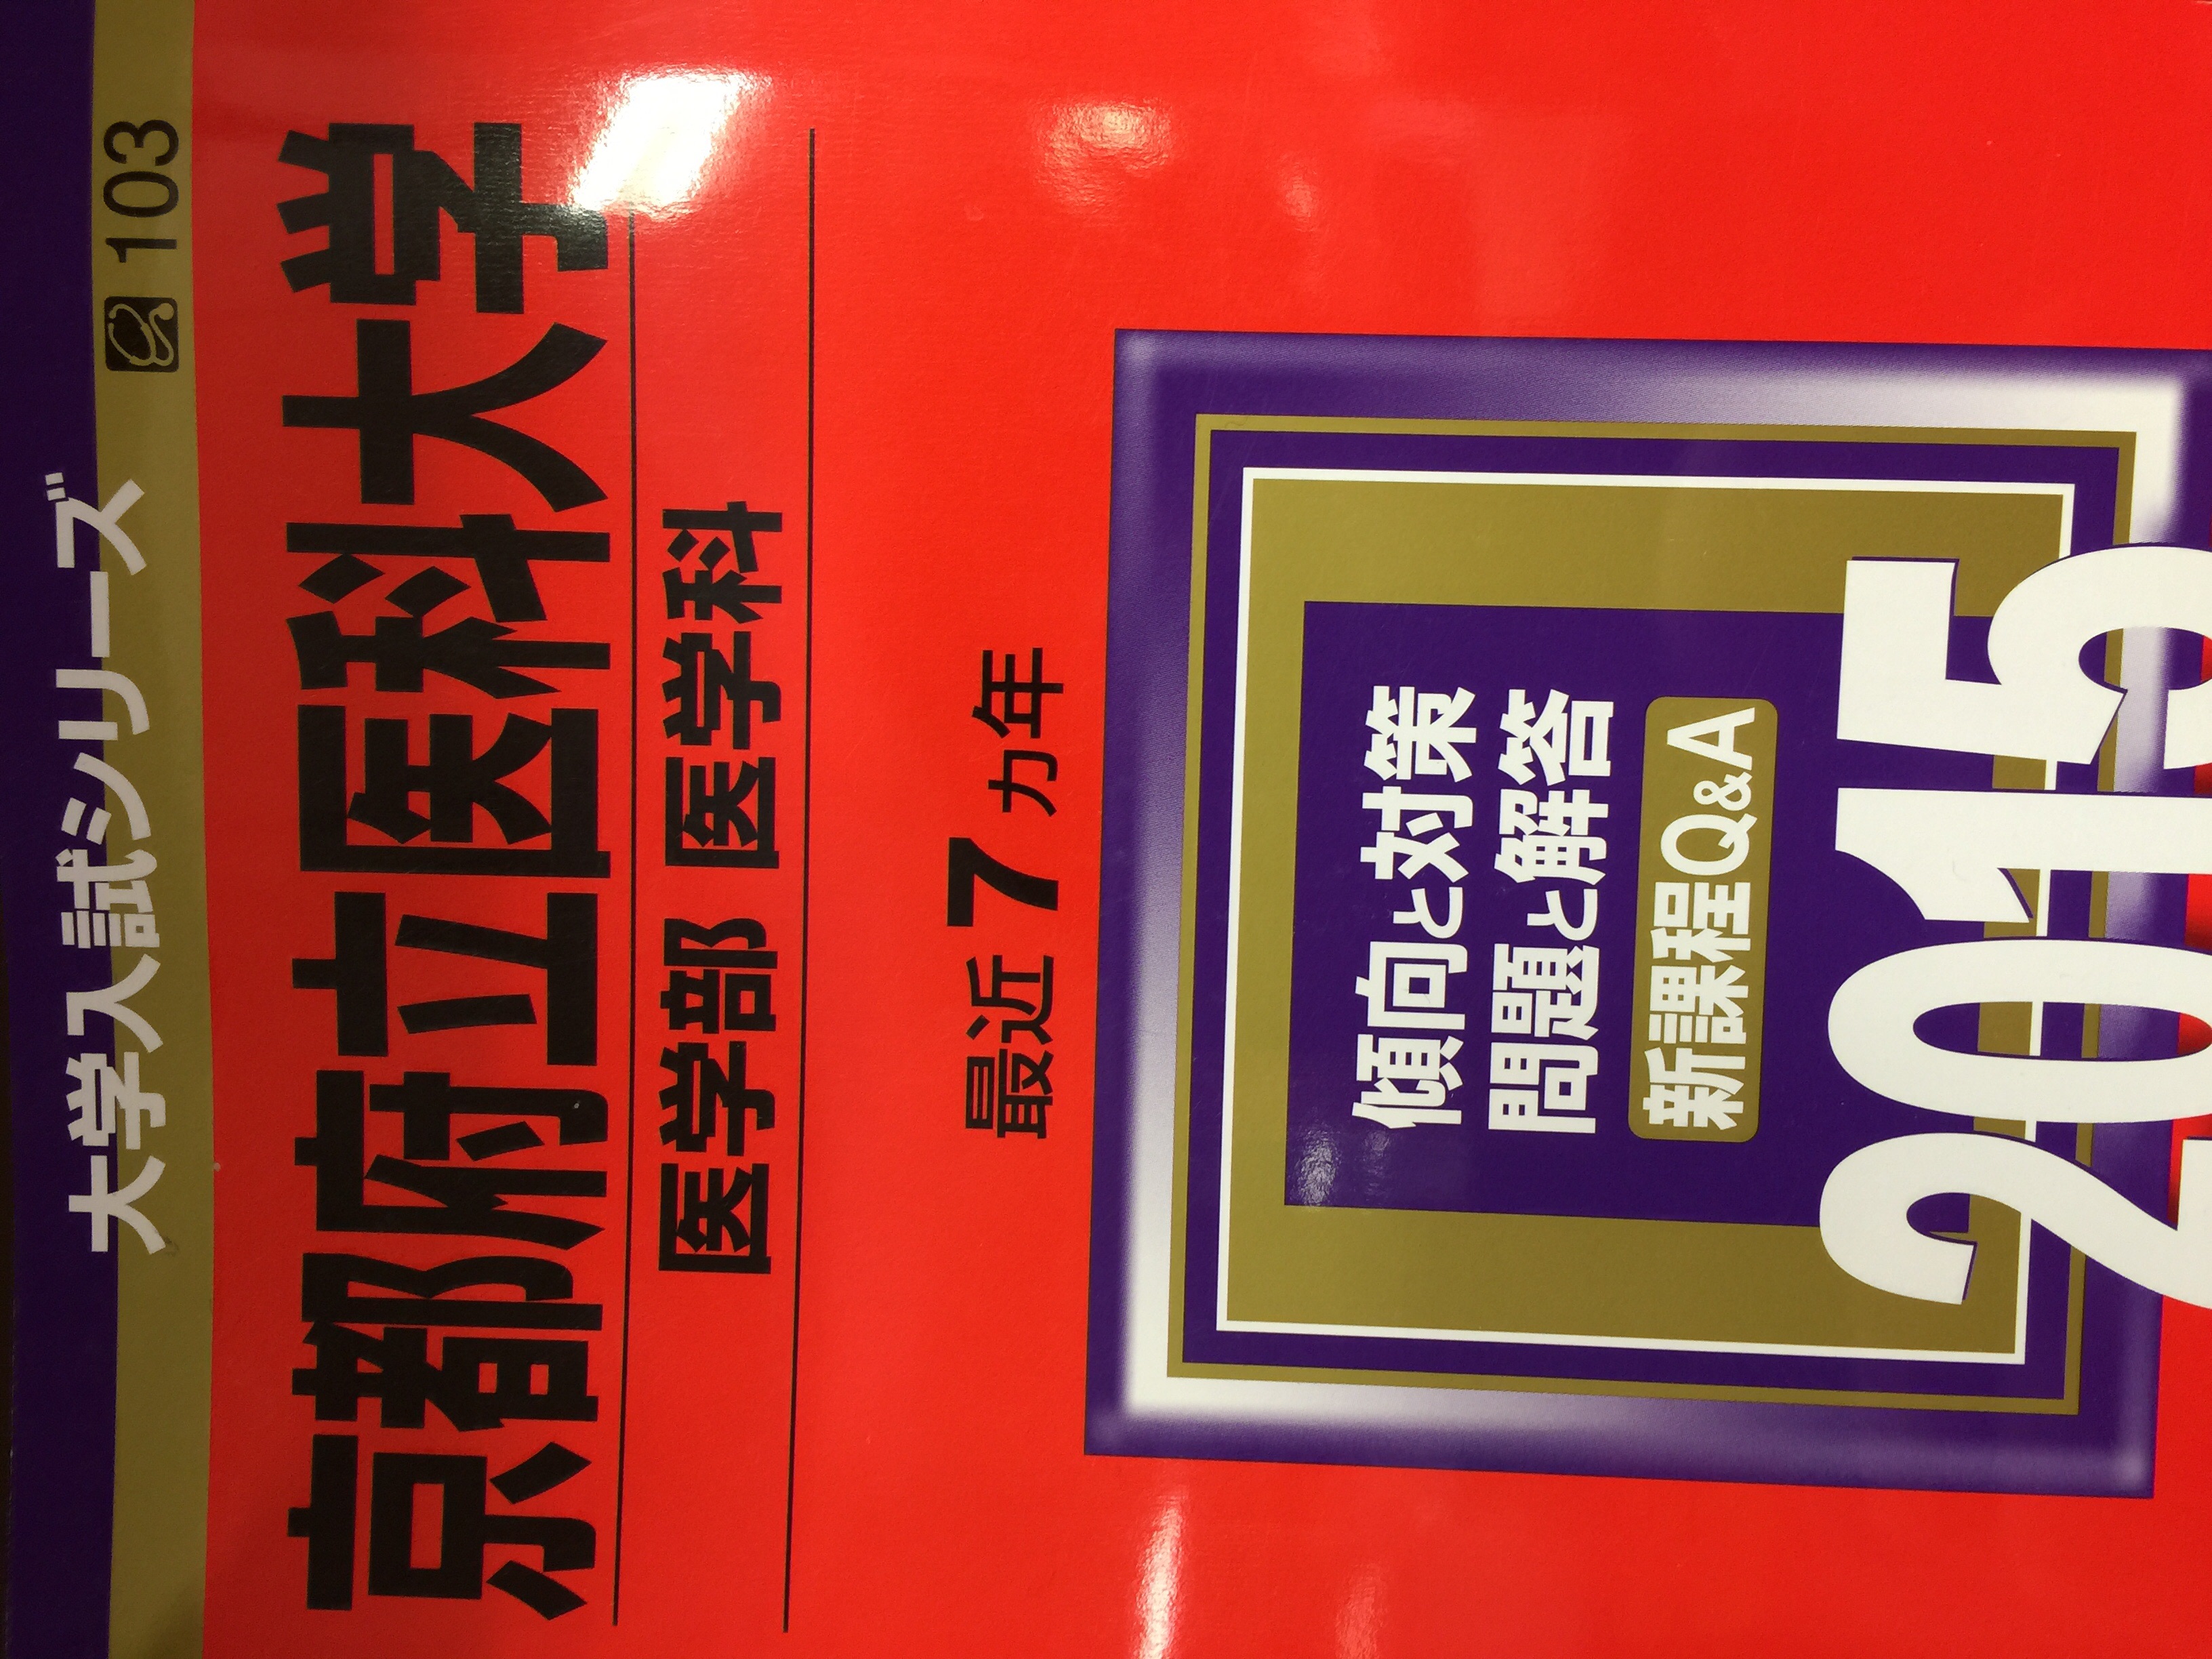 大学入試シリーズ 103
京都府立医科大学
医学部 医学科
最近7カ年
傾向と対策
問題と解答
新課程Q&A
2015